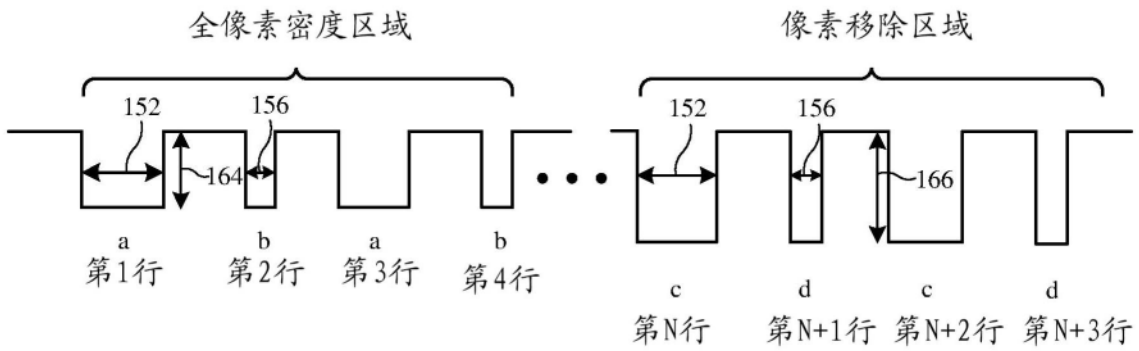 全像素密度区域
像素移除区域
152
156
152
156
164
166
a
b
a
b
第1行
第2行
第3行
第4行
c
d
c
d
第N行
第N+1行
第N+2行
第N+3行